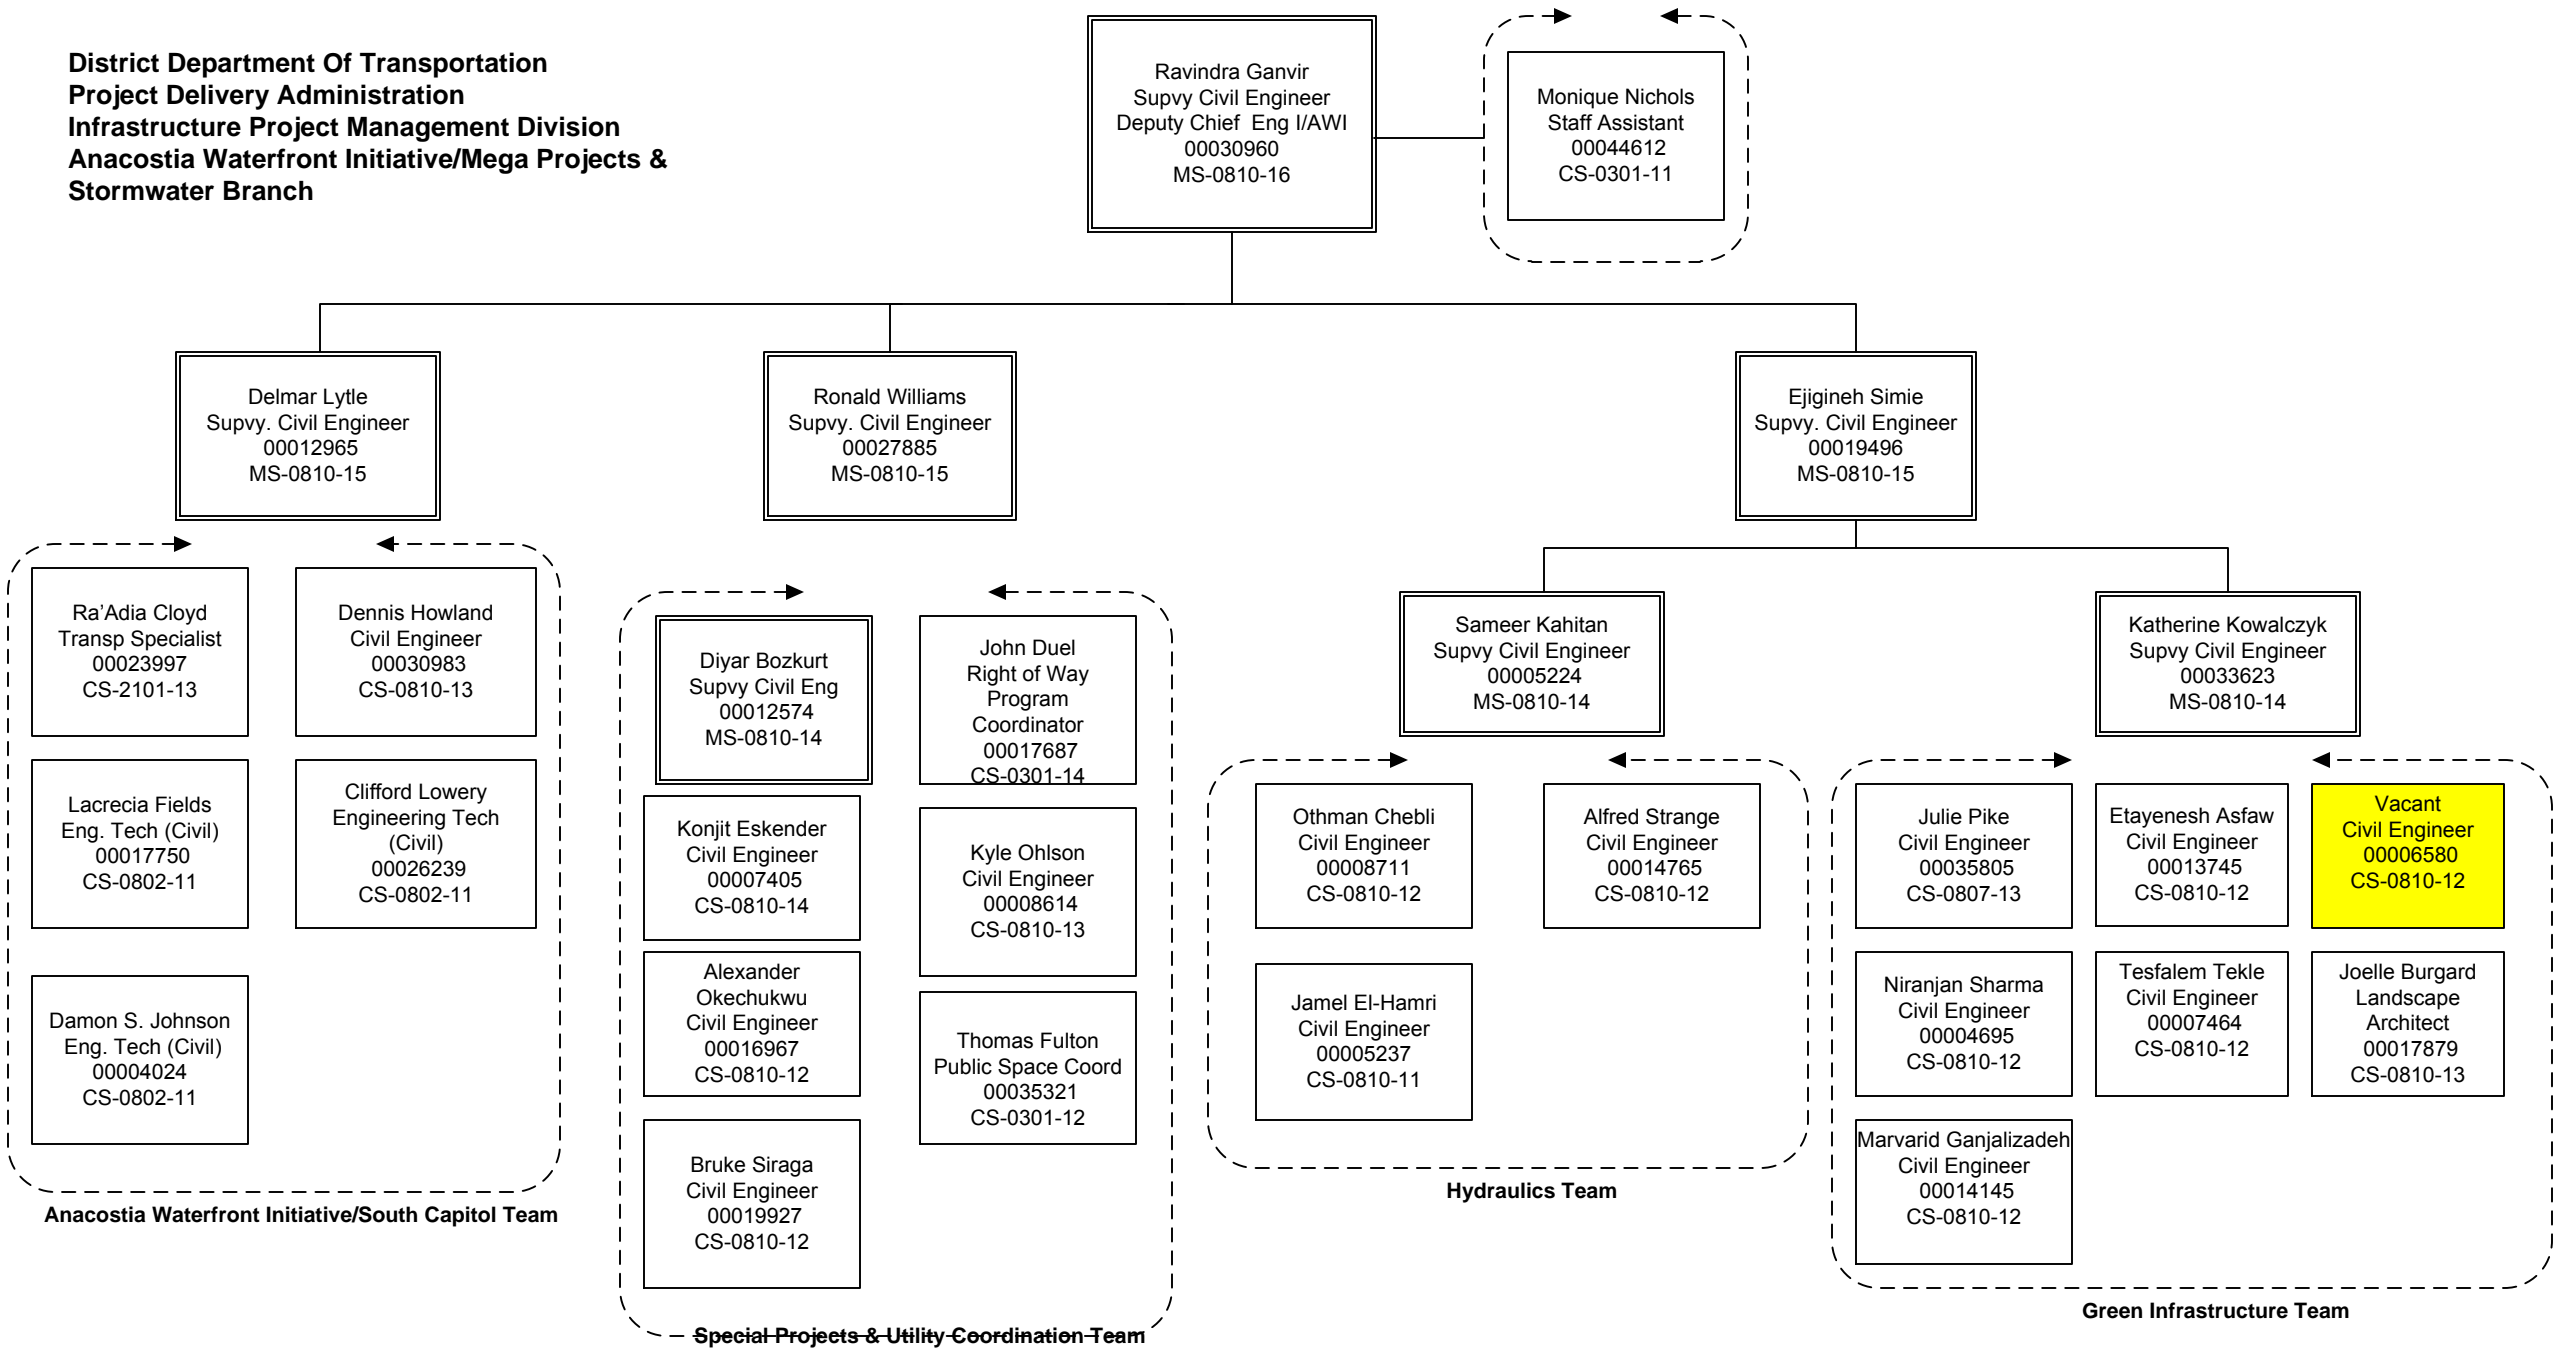 District Department Of Transportation
Project Delivery Administration
Infrastructure Project Management Division
Anacostia Waterfront Initiative/Mega Projects &
Stormwater Branch
Ravindra Ganvir
Supvy Civil Engineer
Deputy Chief  Eng I/AWI
00030960
MS-0810-16
Monique Nichols
Staff Assistant
00044612
CS-0301-11
Delmar Lytle
Supvy. Civil Engineer
00012965
MS-0810-15
Ronald Williams
Supvy. Civil Engineer
00027885
MS-0810-15
Ejigineh Simie
Supvy. Civil Engineer
00019496
MS-0810-15
Ra’Adia Cloyd
Transp Specialist
00023997
CS-2101-13
Dennis Howland
Civil Engineer
00030983
CS-0810-13
Lacrecia Fields
Eng. Tech (Civil)
00017750
CS-0802-11
Clifford Lowery
Engineering Tech
(Civil)
00026239
CS-0802-11
Damon S. Johnson
Eng. Tech (Civil)
00004024
CS-0802-11
Anacostia Waterfront Initiative/South Capitol Team
Diyar Bozkurt
Supvy Civil Eng
00012574
MS-0810-14
John Duel
Right of Way
Program
Coordinator
00017687
CS-0301-14
Konjit Eskender
Civil Engineer
00007405
CS-0810-14
Kyle Ohlson
Civil Engineer
00008614
CS-0810-13
Alexander
Okechukwu
Civil Engineer
00016967
CS-0810-12
Thomas Fulton
Public Space Coord
00035321
CS-0301-12
Bruke Siraga
Civil Engineer
00019927
CS-0810-12
Special Projects & Utility Coordination Team
Sameer Kahitan
Supvy Civil Engineer
00005224
MS-0810-14
Katherine Kowalczyk
Supvy Civil Engineer
00033623
MS-0810-14
Othman Chebli
Civil Engineer
00008711
CS-0810-12
Alfred Strange
Civil Engineer
00014765
CS-0810-12
Jamel El-Hamri
Civil Engineer
00005237
CS-0810-11
Hydraulics Team
Julie Pike
Civil Engineer
00035805
CS-0807-13
Etayenesh Asfaw
Civil Engineer
00013745
CS-0810-12
Vacant
Civil Engineer
00006580
CS-0810-12
Niranjan Sharma
Civil Engineer
00004695
CS-0810-12
Tesfalem Tekle
Civil Engineer
00007464
CS-0810-12
Joelle Burgard
Landscape
Architect
00017879
CS-0810-13
Marvarid Ganjalizadeh
Civil Engineer
00014145
CS-0810-12
Green Infrastructure Team